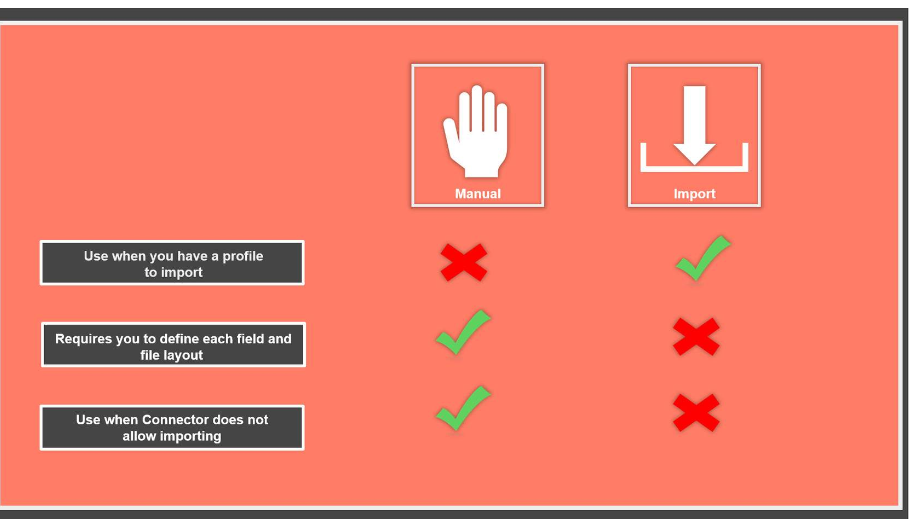 Manual
Import
Use when you have a profile
to import
Requires you to define each field and
file layout
Use when Connector does not
allow importing